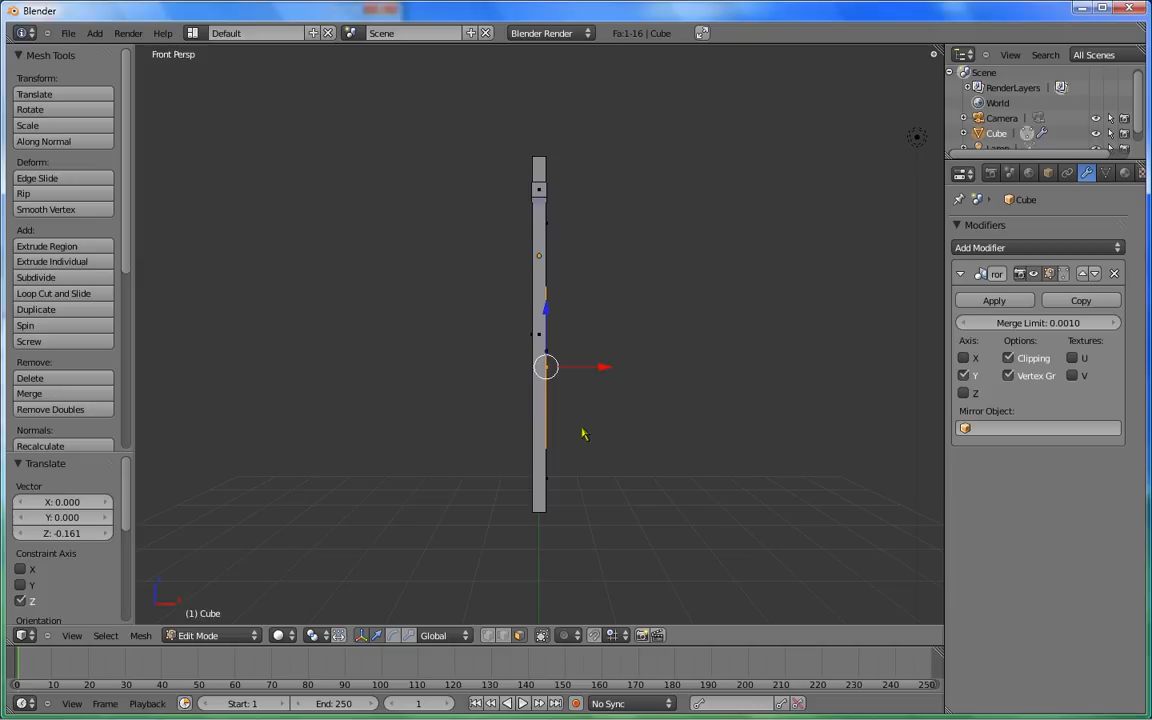 Blender
File Add Render Help Default Scene Blender Render Fa:1-16 | Cube
Mesh Tools
Transform:
Translate
Rotate
Scale
Along Normal
Deform:
Edge Slide
Rip
Smooth Vertex
Add:
Extrude Region
Extrude Individual
Subdivide
Loop Cut and Slide
Duplicate
Spin
Screw
Remove:
Delete
Merge
Remove Doubles
Normals:
Recalculate
Translate
Vector
X: 0.000
Y: 0.000
Z: -0.161
Constraint Axis
X
Y
Z
Orientation
Front Persp
(1) Cube
View Select Mesh Edit Mode Global
0 10 20 30 40 50 60 70 80 90 100 110 120 130 140 150 160 170 180 190 200 210 220 230 240 250
View Frame Playback Start: 1 End: 250 1 No Sync
View Search All Scenes
Scene
RenderLayers
World
Camera
Cube
Cube
Modifiers
Add Modifier
ror
Apply Copy
Merge Limit: 0.0010
Axis: Options: Textures:
X Clipping U
Y Vertex Gr V
Z
Mirror Object: